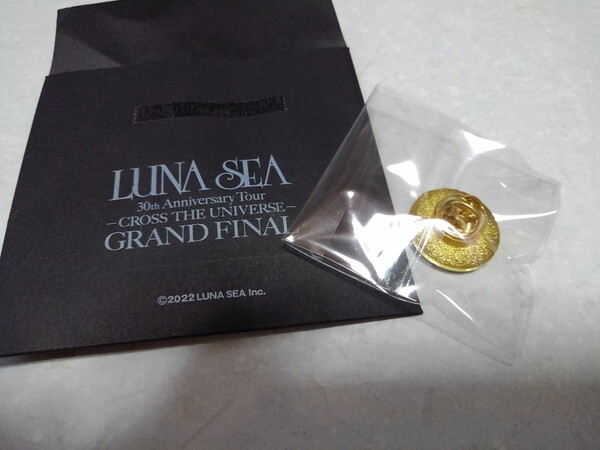 LUNA SEA
30th Anniversary Tour
-CROSS THE UNIVERSE-
GRAND FINAL
©2022 LUNA SEA Inc.